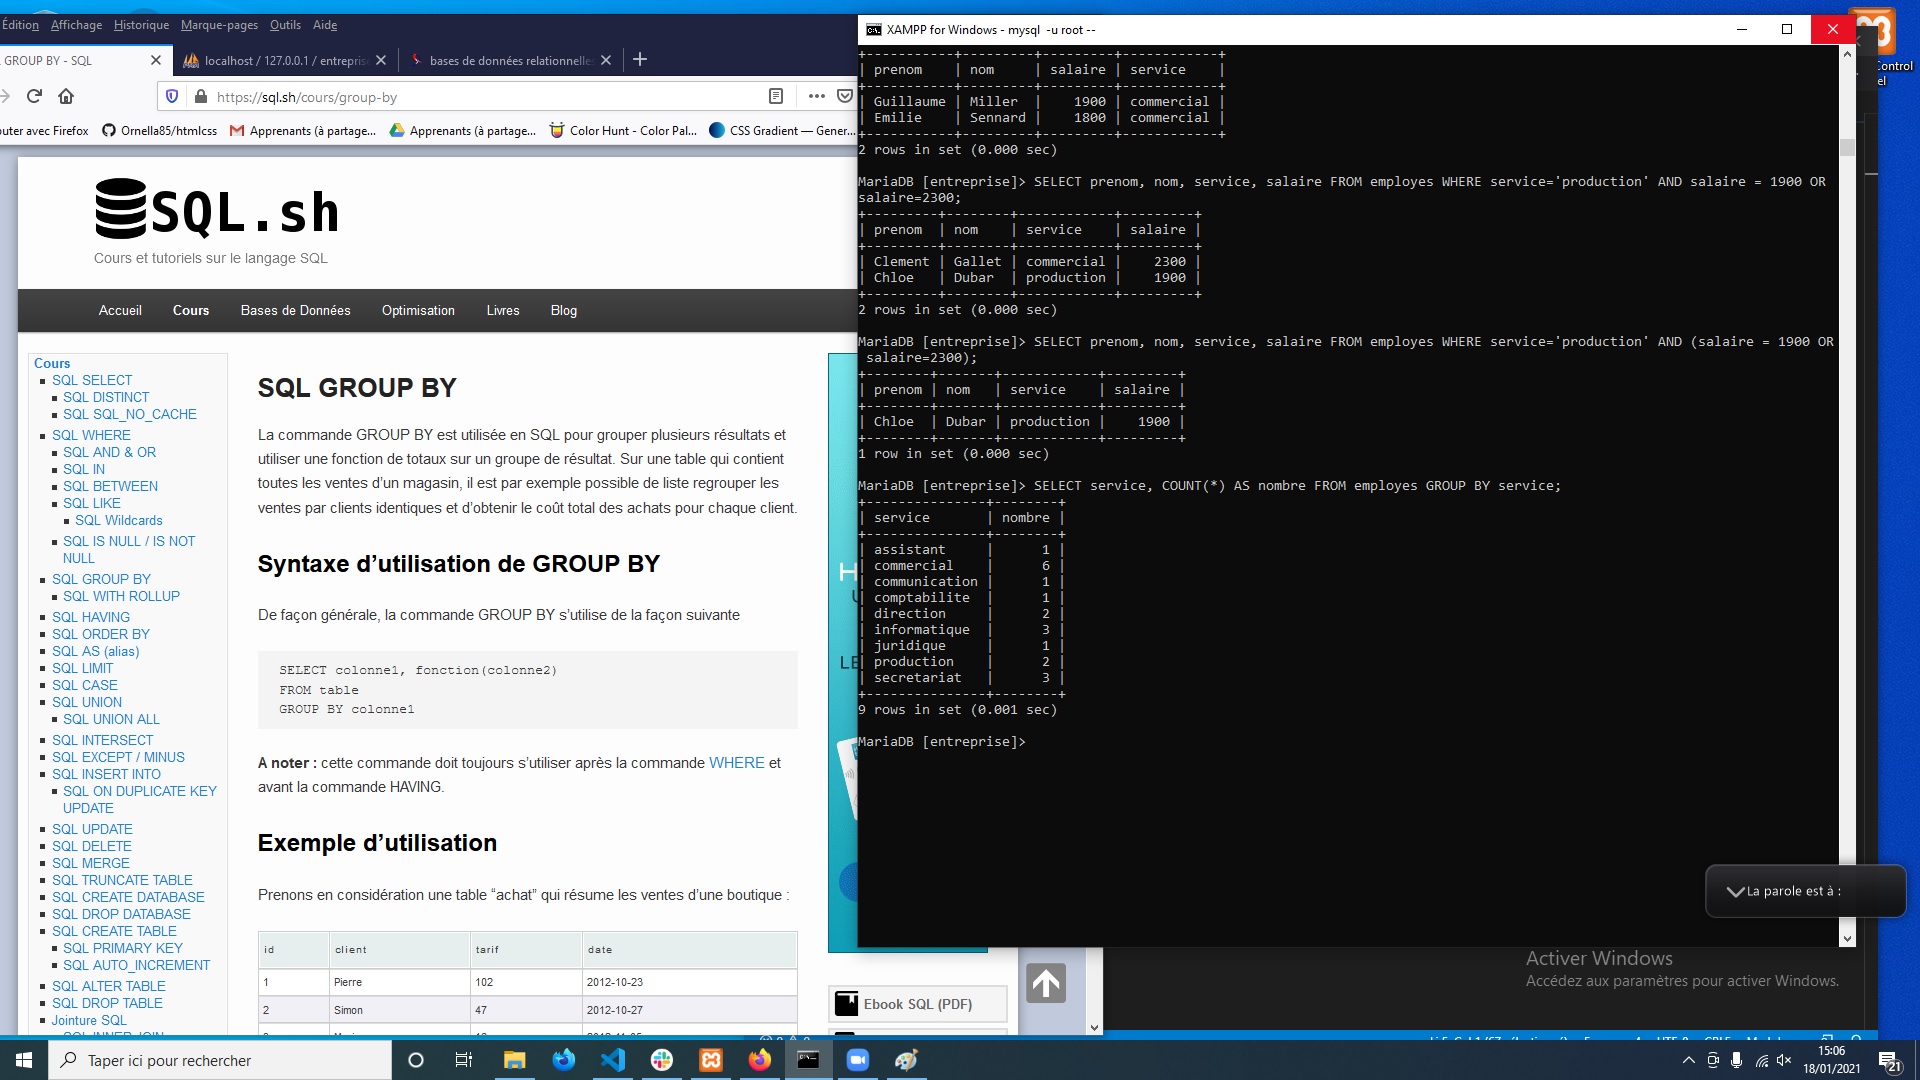 Édition Affichage Historique Marque-pages Outils Aide
GROUP BY - SQL
localhost / 127.0.0.1 / entreprise
bases de données relationnelles
https://sql.sh/cours/group-by
outer avec Firefox
Ornella85/htmlcss
Apprenants (à partage...
Apprenants (à partage...
Color Hunt - Color Pal...
CSS Gradient — Gener...
SQL.sh
Cours et tutoriels sur le langage SQL
Accueil Cours Bases de Données Optimisation Livres Blog
Cours
SQL SELECT
SQL DISTINCT
SQL SQL_NO_CACHE
SQL WHERE
SQL AND & OR
SQL IN
SQL BETWEEN
SQL LIKE
SQL Wildcards
SQL IS NULL / IS NOT
NULL
SQL GROUP BY
SQL WITH ROLLUP
SQL HAVING
SQL ORDER BY
SQL AS (alias)
SQL LIMIT
SQL CASE
SQL UNION
SQL UNION ALL
SQL INTERSECT
SQL EXCEPT / MINUS
SQL INSERT INTO
SQL ON DUPLICATE KEY
UPDATE
SQL UPDATE
SQL DELETE
SQL MERGE
SQL TRUNCATE TABLE
SQL CREATE DATABASE
SQL DROP DATABASE
SQL CREATE TABLE
SQL PRIMARY KEY
SQL AUTO_INCREMENT
SQL ALTER TABLE
SQL DROP TABLE
Jointure SQL
SQL INNER JOIN
SQL GROUP BY
La commande GROUP BY est utilisée en SQL pour grouper plusieurs résultats et
utiliser une fonction de totaux sur un groupe de résultat. Sur une table qui contient
toutes les ventes d’un magasin, il est par exemple possible de liste regrouper les
ventes par clients identiques et d’obtenir le coût total des achats pour chaque client.
Syntaxe d’utilisation de GROUP BY
De façon générale, la commande GROUP BY s’utilise de la façon suivante
SELECT colonne1, fonction(colonne2)
FROM table
GROUP BY colonne1
A noter : cette commande doit toujours s’utiliser après la commande WHERE et
avant la commande HAVING.
Exemple d’utilisation
Prenons en considération une table “achat” qui résume les ventes d’une boutique :
id client tarif date
1 Pierre 102 2012-10-23
2 Simon 47 2012-10-27
Ebook SQL (PDF)
XAMPP for Windows - mysql -u root --
+-----------+---------+---------+------------+
| prenom    | nom     | salaire | service    |
+-----------+---------+---------+------------+
| Guillaume | Miller  |    1900 | commercial |
| Emilie    | Sennard |    1800 | commercial |
+-----------+---------+---------+------------+
2 rows in set (0.000 sec)
MariaDB [entreprise]> SELECT prenom, nom, service, salaire FROM employes WHERE service='production' AND salaire = 1900 OR
salaire=2300;
+---------+--------+------------+---------+
| prenom  | nom    | service    | salaire |
+---------+--------+------------+---------+
| Clement | Gallet | commercial |    2300 |
| Chloe   | Dubar  | production |    1900 |
+---------+--------+------------+---------+
2 rows in set (0.000 sec)
MariaDB [entreprise]> SELECT prenom, nom, service, salaire FROM employes WHERE service='production' AND (salaire = 1900 OR
salaire=2300);
+--------+-------+------------+---------+
| prenom | nom   | service    | salaire |
+--------+-------+------------+---------+
| Chloe  | Dubar | production |    1900 |
+--------+-------+------------+---------+
1 row in set (0.000 sec)
MariaDB [entreprise]> SELECT service, COUNT(*) AS nombre FROM employes GROUP BY service;
+---------------+--------+
| service       | nombre |
+---------------+--------+
| assistant     |      1 |
| commercial    |      6 |
| communication |      1 |
| comptabilite  |      1 |
| direction     |      2 |
| informatique  |      3 |
| juridique     |      1 |
| production    |      2 |
| secretariat   |      3 |
+---------------+--------+
9 rows in set (0.001 sec)
MariaDB [entreprise]>
Control
La parole est à :
Activer Windows
Accédez aux paramètres pour activer Windows.
Taper ici pour rechercher
15:06
18/01/2021
21